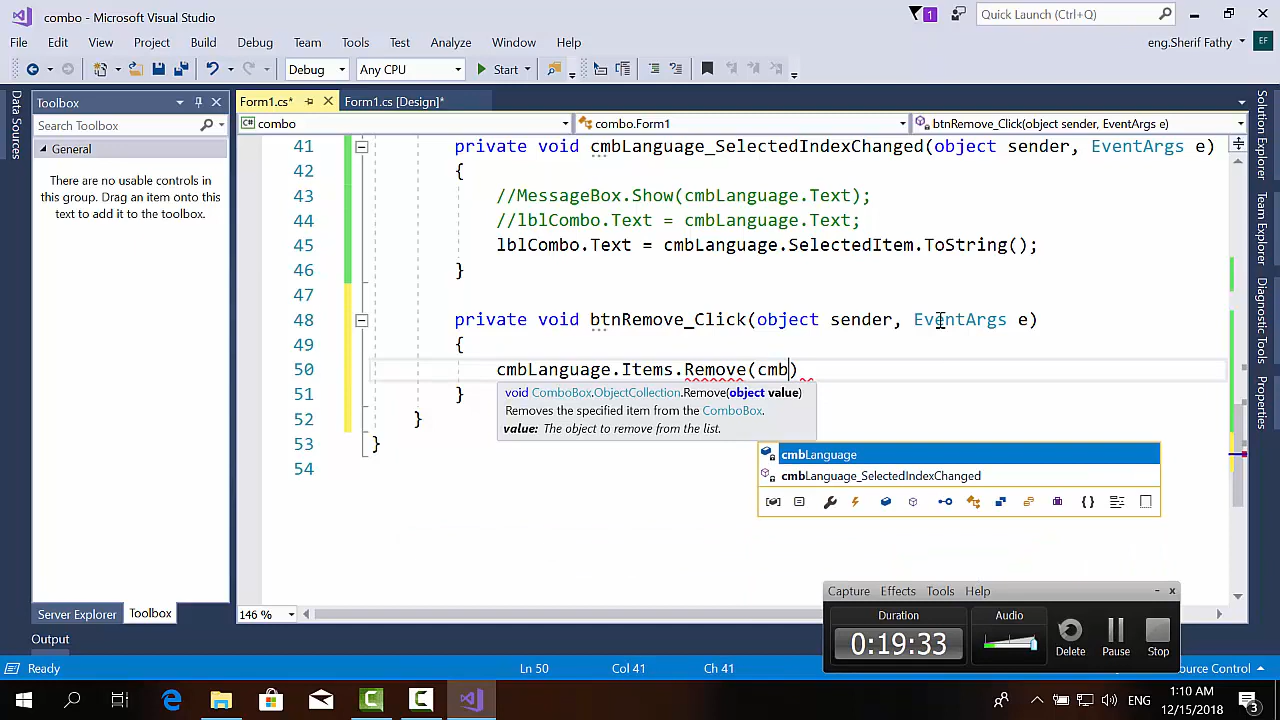 combo - Microsoft Visual Studio
1
Quick Launch (Ctrl+Q)
File Edit View Project Build Debug Team Tools Test Analyze Window Help
eng.Sherif Fathy
EF
Debug
Any CPU
Start
Data Sources
Toolbox
Search Toolbox
General
There are no usable controls in
this group. Drag an item onto this
text to add it to the toolbox.
Server Explorer
Toolbox
Form1.cs*
Form1.cs [Design]*
combo
combo.Form1
btnRemove_Click(object sender, EventArgs e)
41 private void cmbLanguage_SelectedIndexChanged(object sender, EventArgs e)
42 {
43 //MessageBox.Show(cmbLanguage.Text);
44 //lblCombo.Text = cmbLanguage.Text;
45 lblCombo.Text = cmbLanguage.SelectedItem.ToString();
46 }
47
48 private void btnRemove_Click(object sender, EventArgs e)
49 {
50 cmbLanguage.Items.Remove(cmb)
51 }
52 }
53 }
54
void ComboBox.ObjectCollection.Remove(object value)
Removes the specified item from the ComboBox.
value: The object to remove from the list.
cmbLanguage
cmbLanguage_SelectedIndexChanged
Solution Explorer
Team Explorer
Diagnostic Tools
Properties
146 %
Capture Effects Tools Help
Duration
0:19:33
Audio
Delete
Pause
Stop
Output
Ready
Ln 50
Col 41
Ch 41
ource Control
ENG
1:10 AM
12/15/2018
3